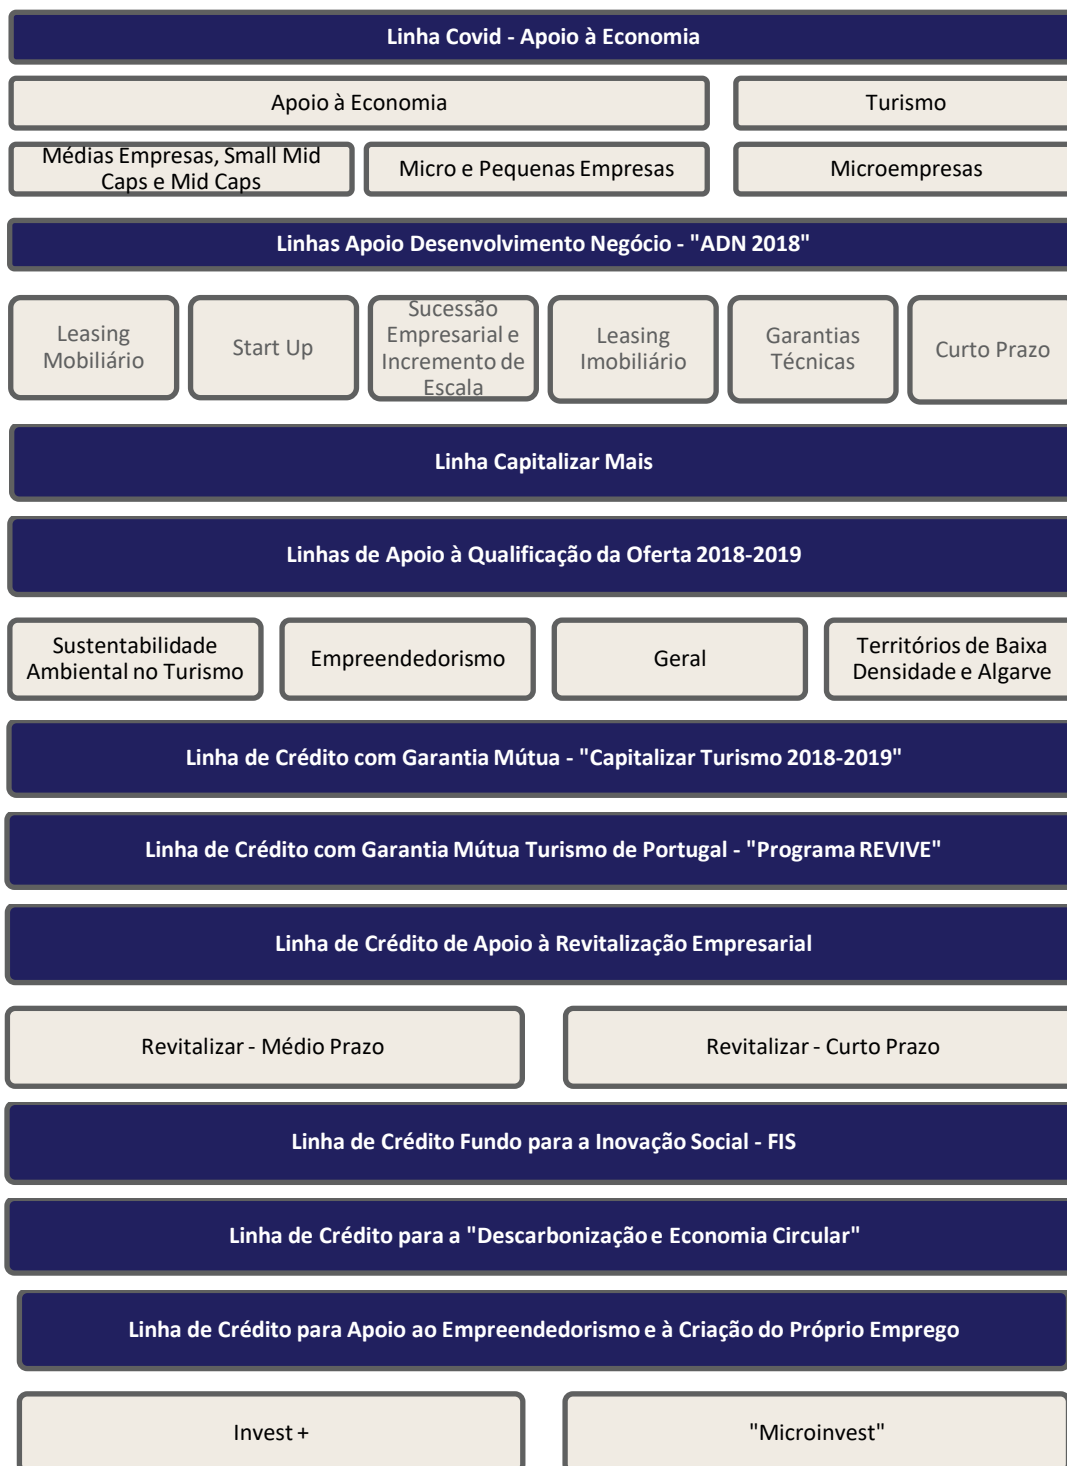 Linha Covid - Apoio à Economia
Apoio à Economia
Turismo
Médias Empresas, Small Mid
Caps e Mid Caps
Micro e Pequenas Empresas
Microempresas
Linhas Apoio Desenvolvimento Negócio - "ADN 2018"
Leasing
Mobiliário
Start Up
Sucessão
Empresarial e
Incremento de
Escala
Leasing
Imobiliário
Garantias
Técnicas
Curto Prazo
Linha Capitalizar Mais
Linhas de Apoio à Qualificação da Oferta 2018-2019
Sustentabilidade
Ambiental no Turismo
Empreendedorismo
Geral
Territórios de Baixa
Densidade e Algarve
Linha de Crédito com Garantia Mútua - "Capitalizar Turismo 2018-2019"
Linha de Crédito com Garantia Mútua Turismo de Portugal - "Programa REVIVE"
Linha de Crédito de Apoio à Revitalização Empresarial
Revitalizar - Médio Prazo
Revitalizar - Curto Prazo
Linha de Crédito Fundo para a Inovação Social - FIS
Linha de Crédito para a "Descarbonização e Economia Circular"
Linha de Crédito para Apoio ao Empreendedorismo e à Criação do Próprio Emprego
Invest +
"Microinvest"